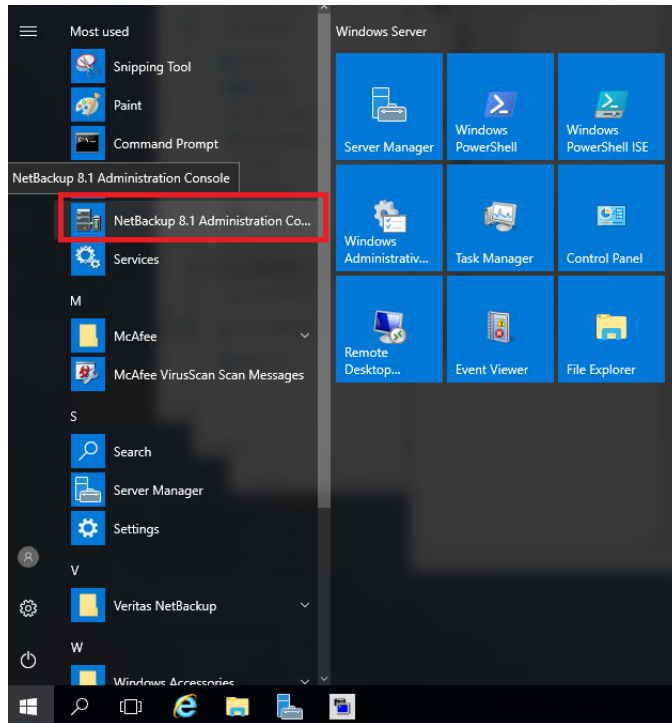 Most used
Snipping Tool
Paint
Command Prompt
NetBackup 8.1 Administration Console
NetBackup 8.1 Administration Co...
Services
M
McAfee
McAfee VirusScan Scan Messages
S
Search
Server Manager
Settings
V
Veritas NetBackup
W
Windows Accessories
Windows Server
Server Manager
Windows
PowerShell
Windows
PowerShell ISE
Windows
Administrativ...
Task Manager
Control Panel
Remote
Desktop...
Event Viewer
File Explorer